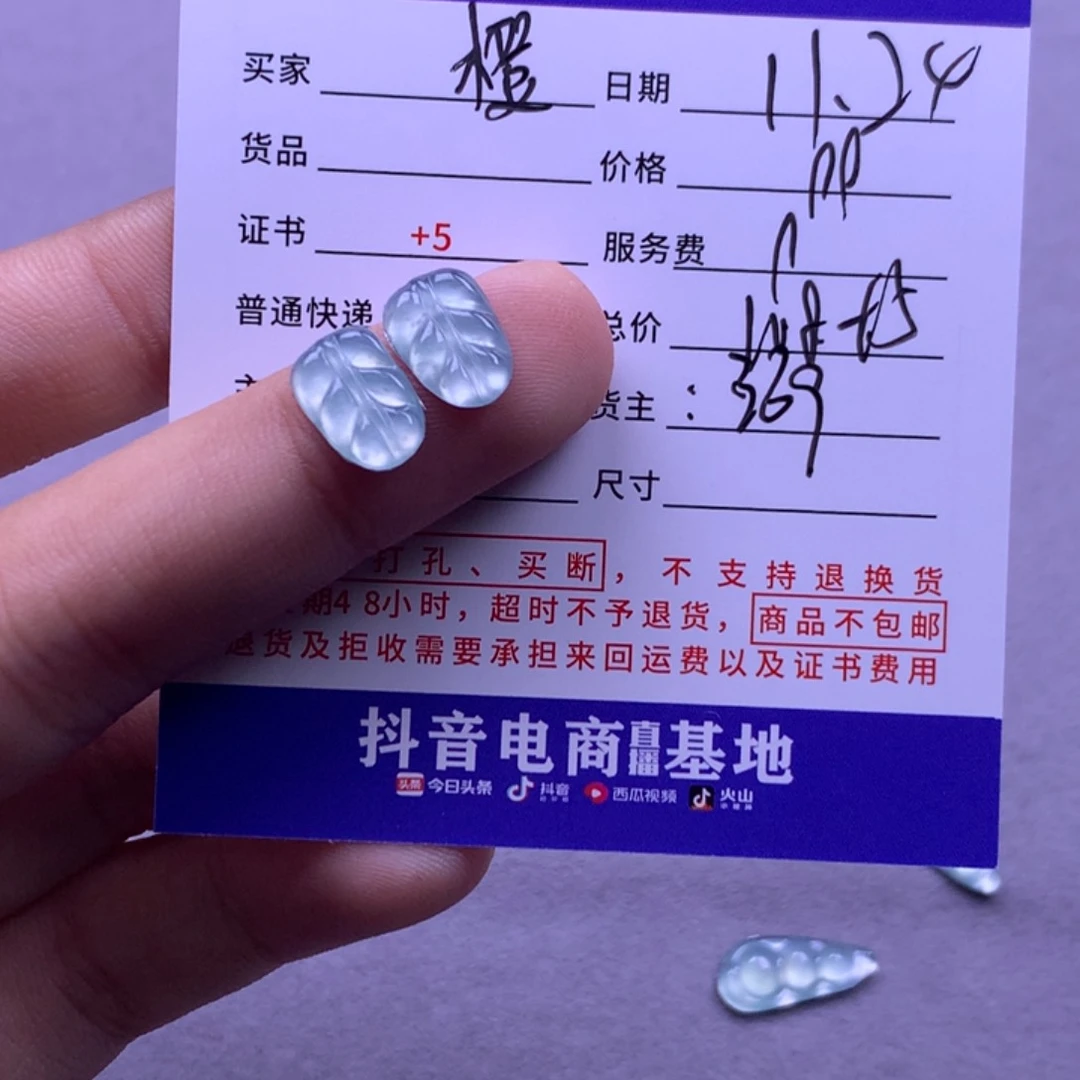 买家 橙 日期 11.24
货品 价格
证书 +5 服务费
普通快递 总价
货主 : 369
尺寸
打孔、买断，不支持退换货
期48小时，超时不予退货，商品不包邮
退货及拒收需要承担来回运费以及证书费用
抖音电商直播基地
头条 今日头条 抖音 西瓜视频 火山